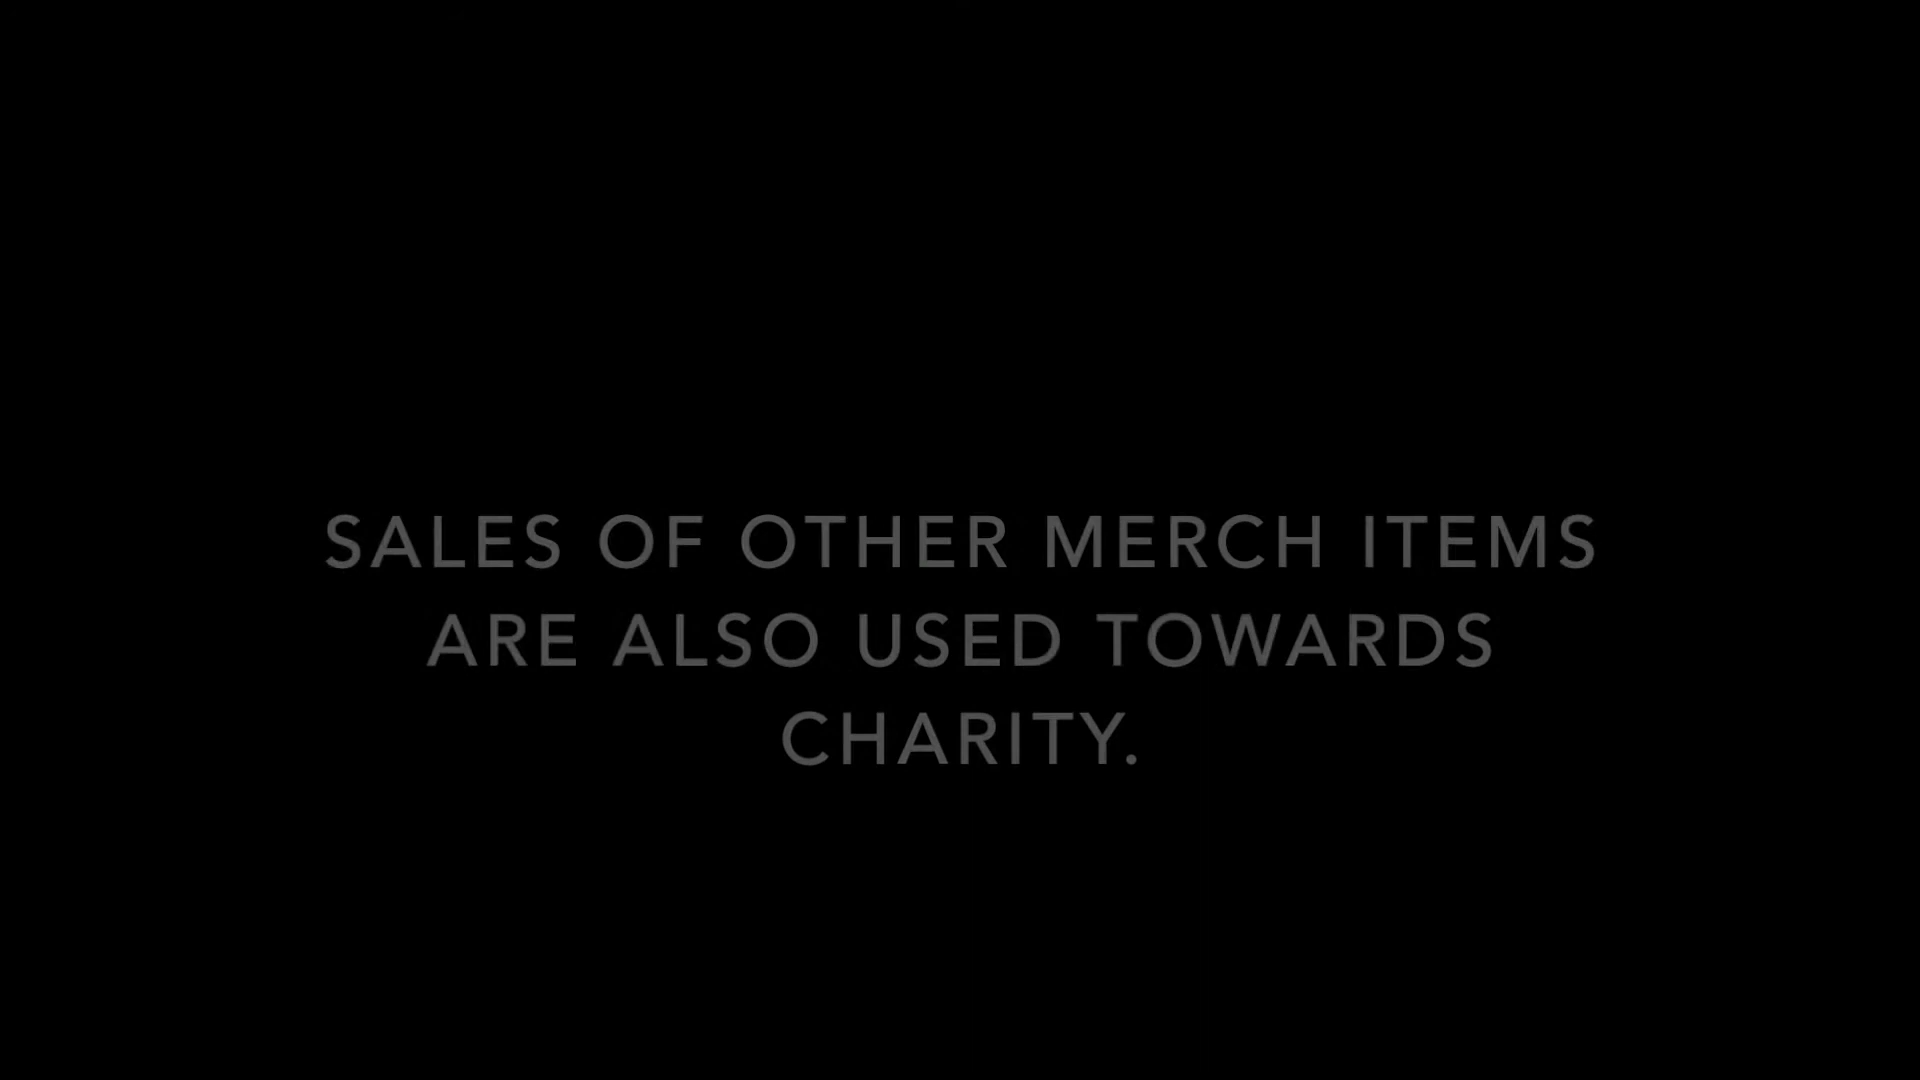 SALES OF OTHER MERCH ITEMS
ARE ALSO USED TOWARDS
CHARITY.